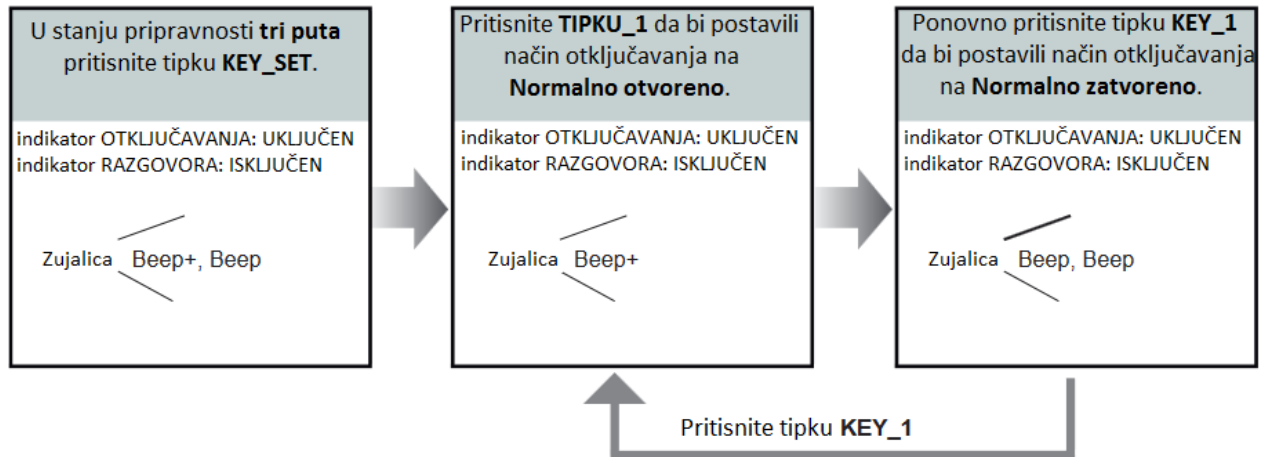 U stanju pripravnosti tri puta
pritisnite tipku KEY_SET.
indikator OTKLJUČAVANJA: UKLJUČEN
indikator RAZGOVORA: ISKLJUČEN
Zujalica Beep+, Beep
Pritisnite TIPKU_1 da bi postavili
način otključavanja na
Normalno otvoreno.
indikator OTKLJUČAVANJA: UKLJUČEN
indikator RAZGOVORA: ISKLJUČEN
Zujalica Beep+
Ponovno pritisnite tipku KEY_1
da bi postavili način otključavanja
na Normalno zatvoreno.
indikator OTKLJUČAVANJA: UKLJUČEN
indikator RAZGOVORA: ISKLJUČEN
Zujalica Beep, Beep
Pritisnite tipku KEY_1